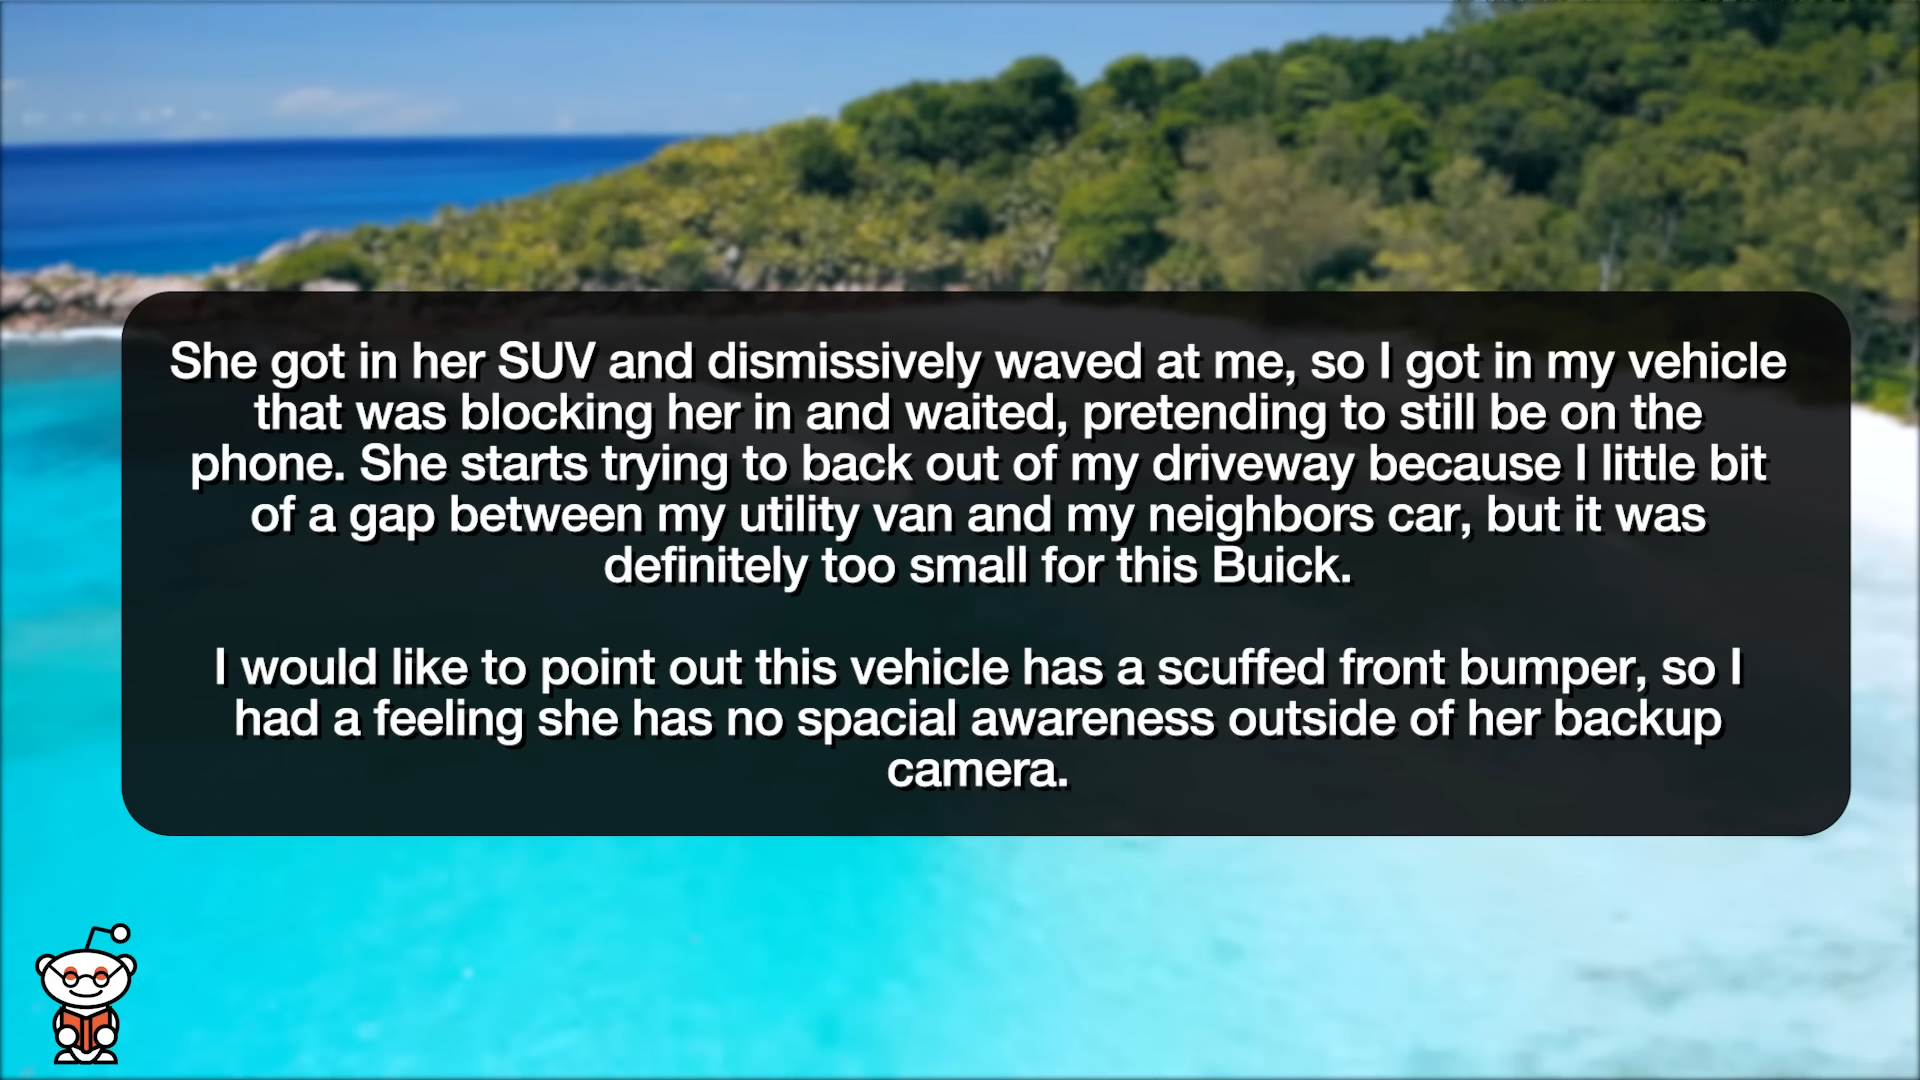 She got in her SUV and dismissively waved at me, so I got in my vehicle
that was blocking her in and waited, pretending to still be on the
phone. She starts trying to back out of my driveway because I little bit
of a gap between my utility van and my neighbors car, but it was
definitely too small for this Buick.
I would like to point out this vehicle has a scuffed front bumper, so I
had a feeling she has no spacial awareness outside of her backup
camera.